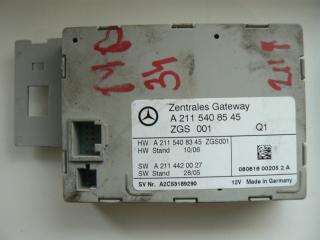 34
211
Zentrales Gateway
A 211 540 85 45
ZGS 001 Q1
HW A 211 540 83 45 ZGS001
HW Stand 10/06
SW A 211 442 00 27
SW Stand 28/05
080616 00205 2 A
SV Nr. A2C53189290 12V Made in Germany